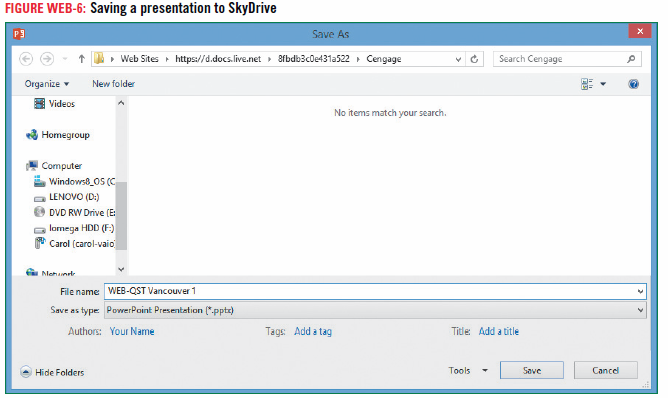 FIGURE WEB-6: Saving a presentation to SkyDrive
Save As
Web Sites › https://d.docs.live.net › 8fbdb3c0e431a522 › Cengage
Search Cengage
Organize
New folder
Videos
No items match your search.
Homegroup
Computer
Windows8_OS (C
LENOVO (D:)
DVD RW Drive (E:
Iomega HDD (F:)
Carol (carol-vaio)
Network
File name: WEB-QST Vancouver 1
Save as type: PowerPoint Presentation (*.pptx)
Authors: Your Name
Tags: Add a tag
Title: Add a title
Hide Folders
Tools
Save
Cancel